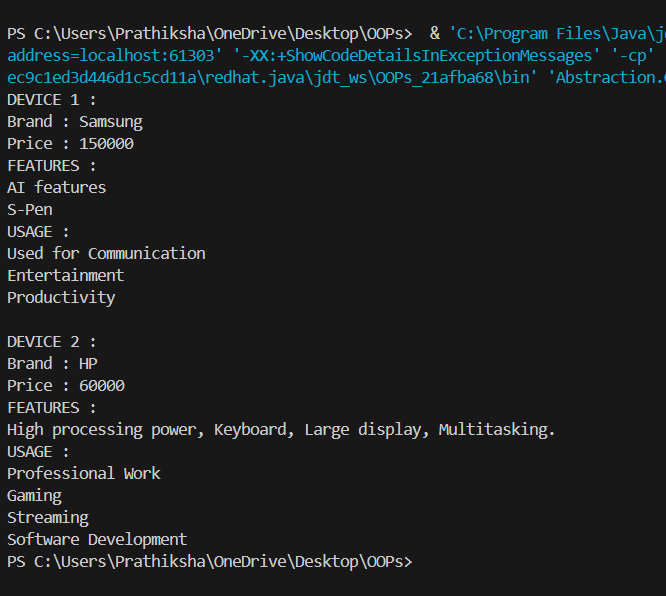 PS C:\Users\Prathiksha\OneDrive\Desktop\OOPs>  & 'C:\Program Files\Java\j
address=localhost:61303' '-XX:+ShowCodeDetailsInExceptionMessages' '-cp'
ec9c1ed3d446d1c5cd11a\redhat.java\jdt_ws\OOPs_21afba68\bin' 'Abstraction.
DEVICE 1 :
Brand : Samsung
Price : 150000
FEATURES :
AI features
S-Pen
USAGE :
Used for Communication
Entertainment
Productivity

DEVICE 2 :
Brand : HP
Price : 60000
FEATURES :
High processing power, Keyboard, Large display, Multitasking.
USAGE :
Professional Work
Gaming
Streaming
Software Development
PS C:\Users\Prathiksha\OneDrive\Desktop\OOPs>